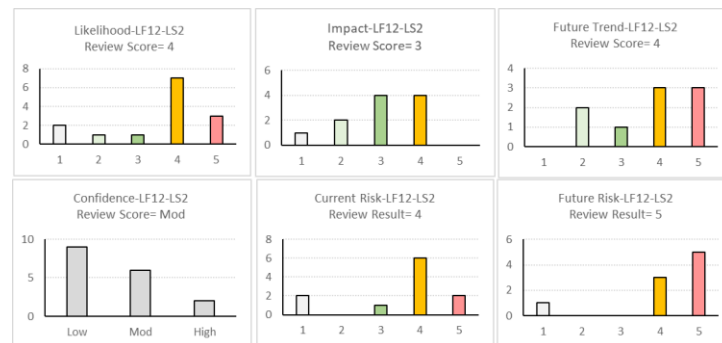 Likelihood-LF12-LS2
Review Score= 4
8
6
4
2
0
1 2 3 4 5
Impact-LF12-LS2
Review Score= 3
6
4
2
0
1 2 3 4 5
Future Trend-LF12-LS2
Review Score= 4
4
3
2
1
0
1 2 3 4 5
Confidence-LF12-LS2
Review Score= Mod
10
5
0
Low Mod High
Current Risk-LF12-LS2
Review Result= 4
8
6
4
2
0
1 2 3 4 5
Future Risk-LF12-LS2
Review Result= 5
6
4
2
0
1 2 3 4 5